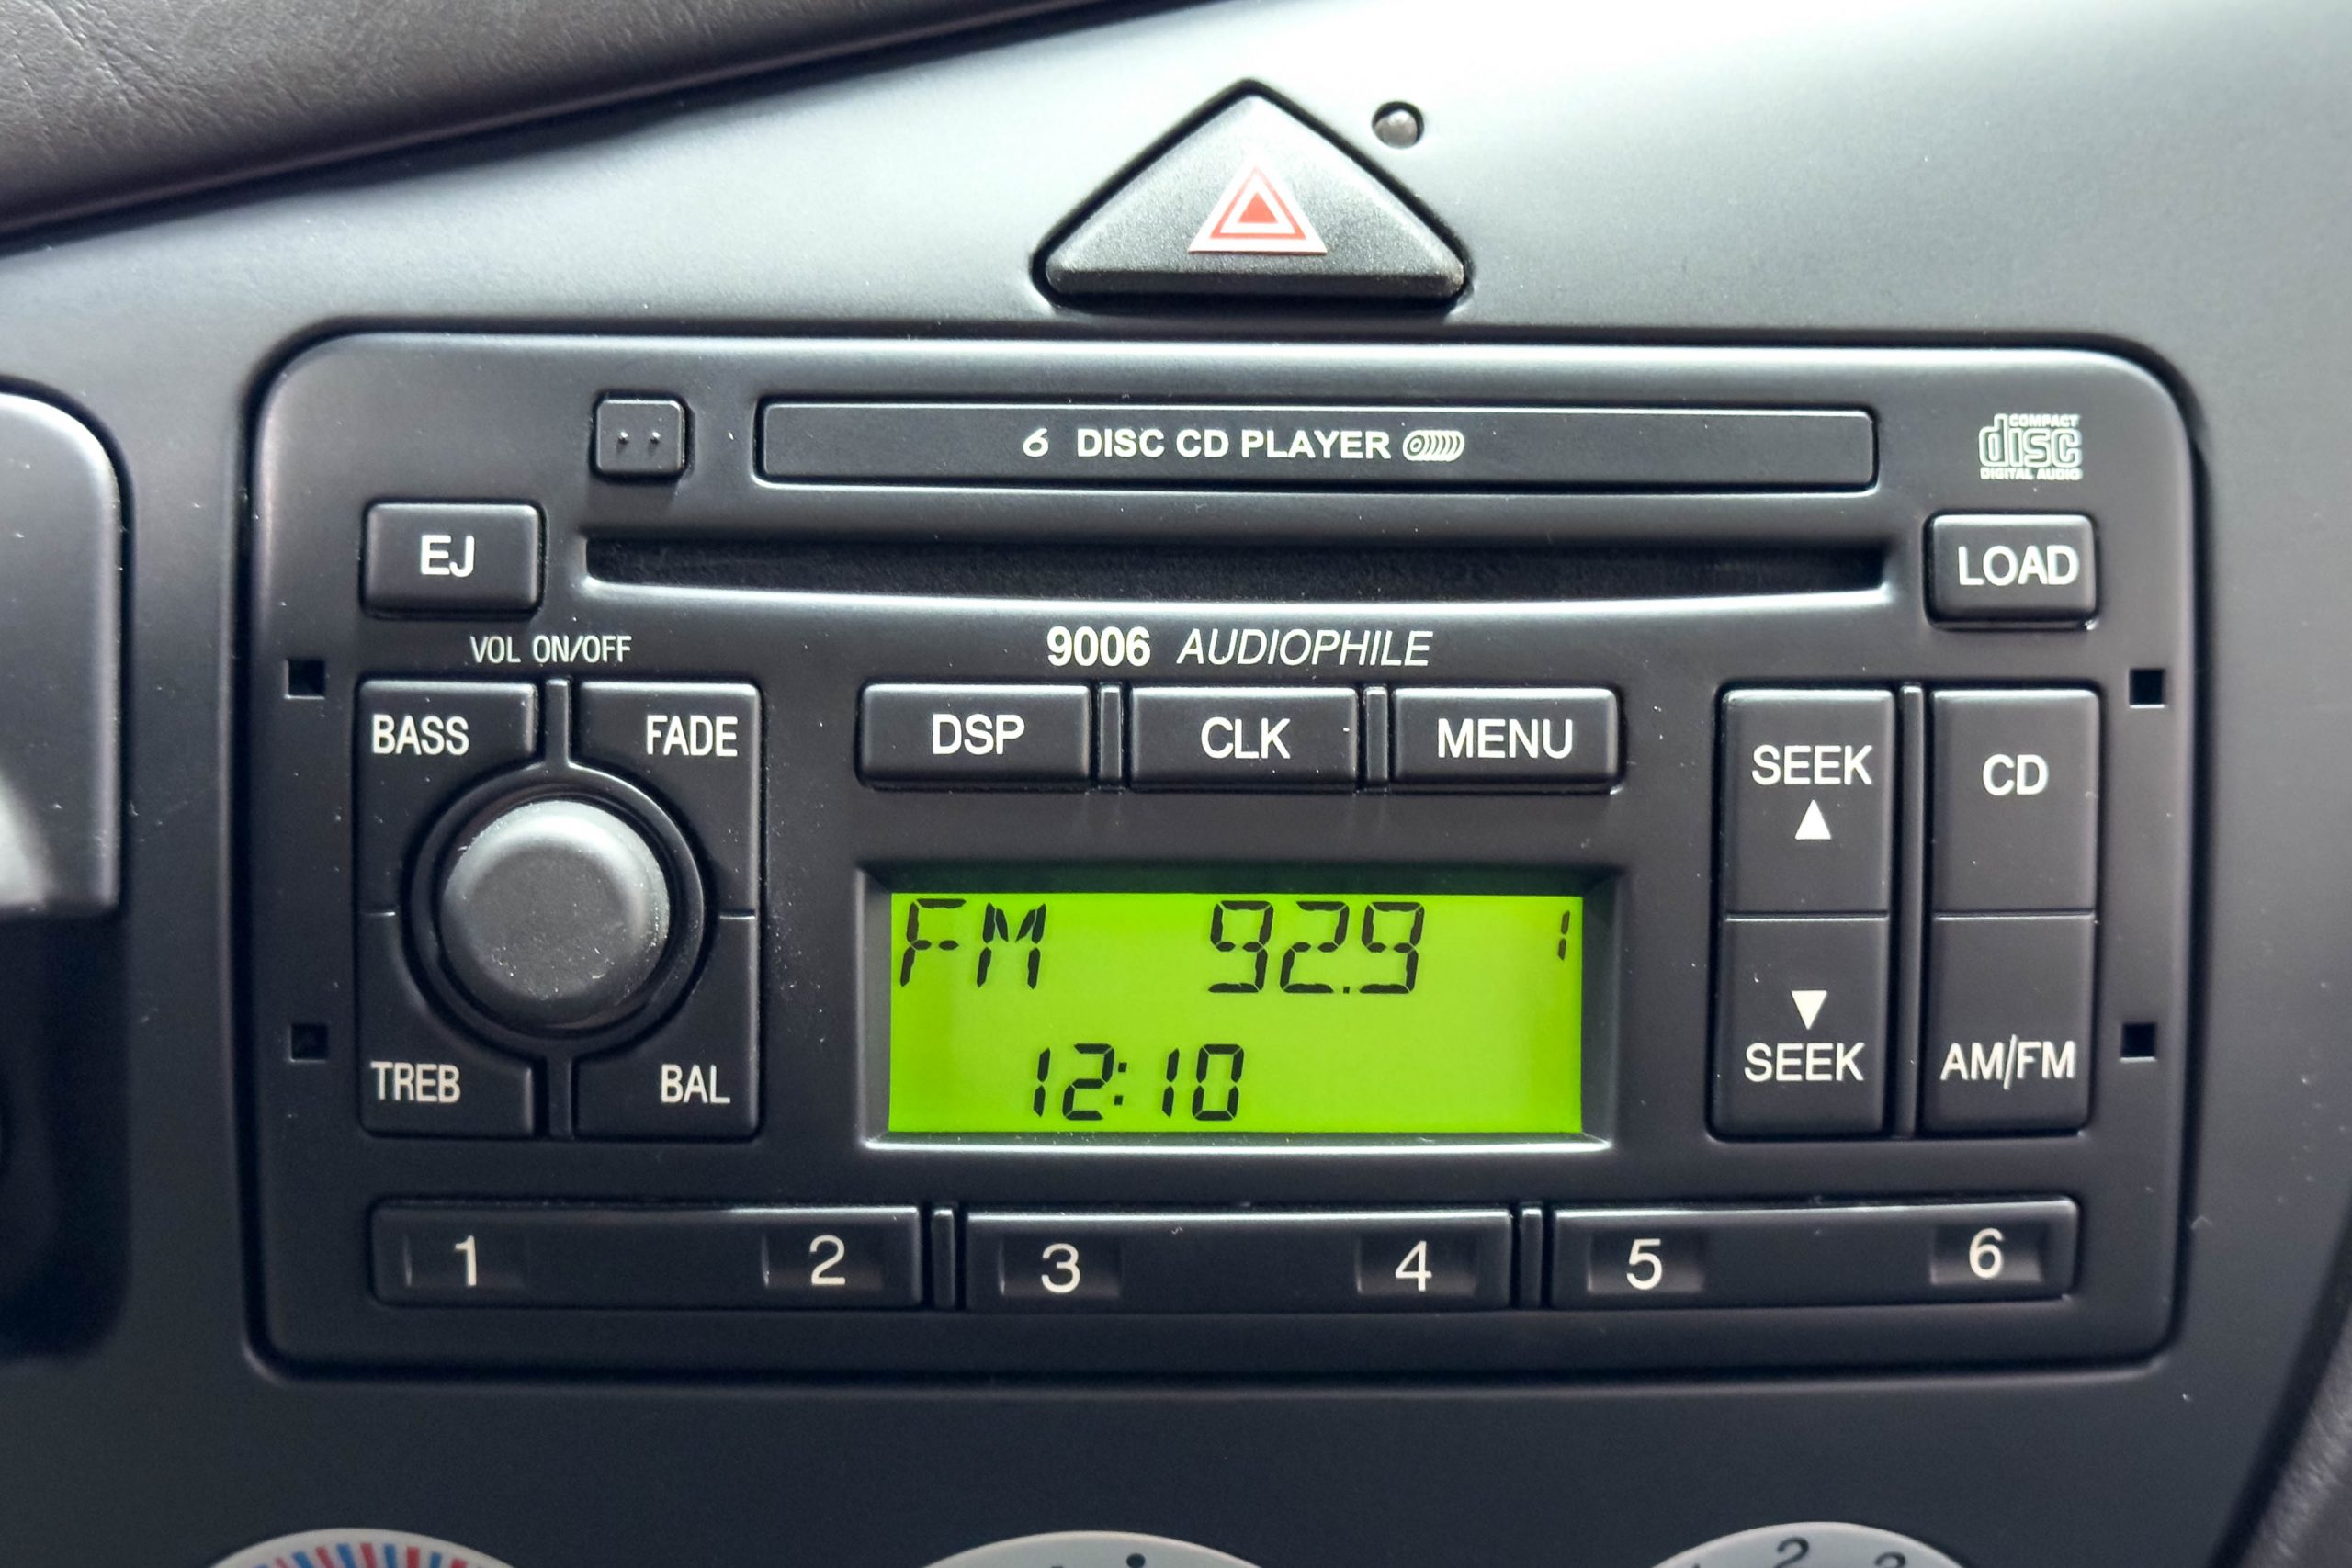 6 DISC CD PLAYER
COMPACT
disc
DIGITAL AUDIO
EJ
LOAD
VOL ON/OFF
9006 AUDIOPHILE
BASS FADE
DSP CLK MENU
SEEK ▲
CD
FM 92.9 1
12:10
▼ SEEK
AM/FM
TREB BAL
1 2 3 4 5 6
2